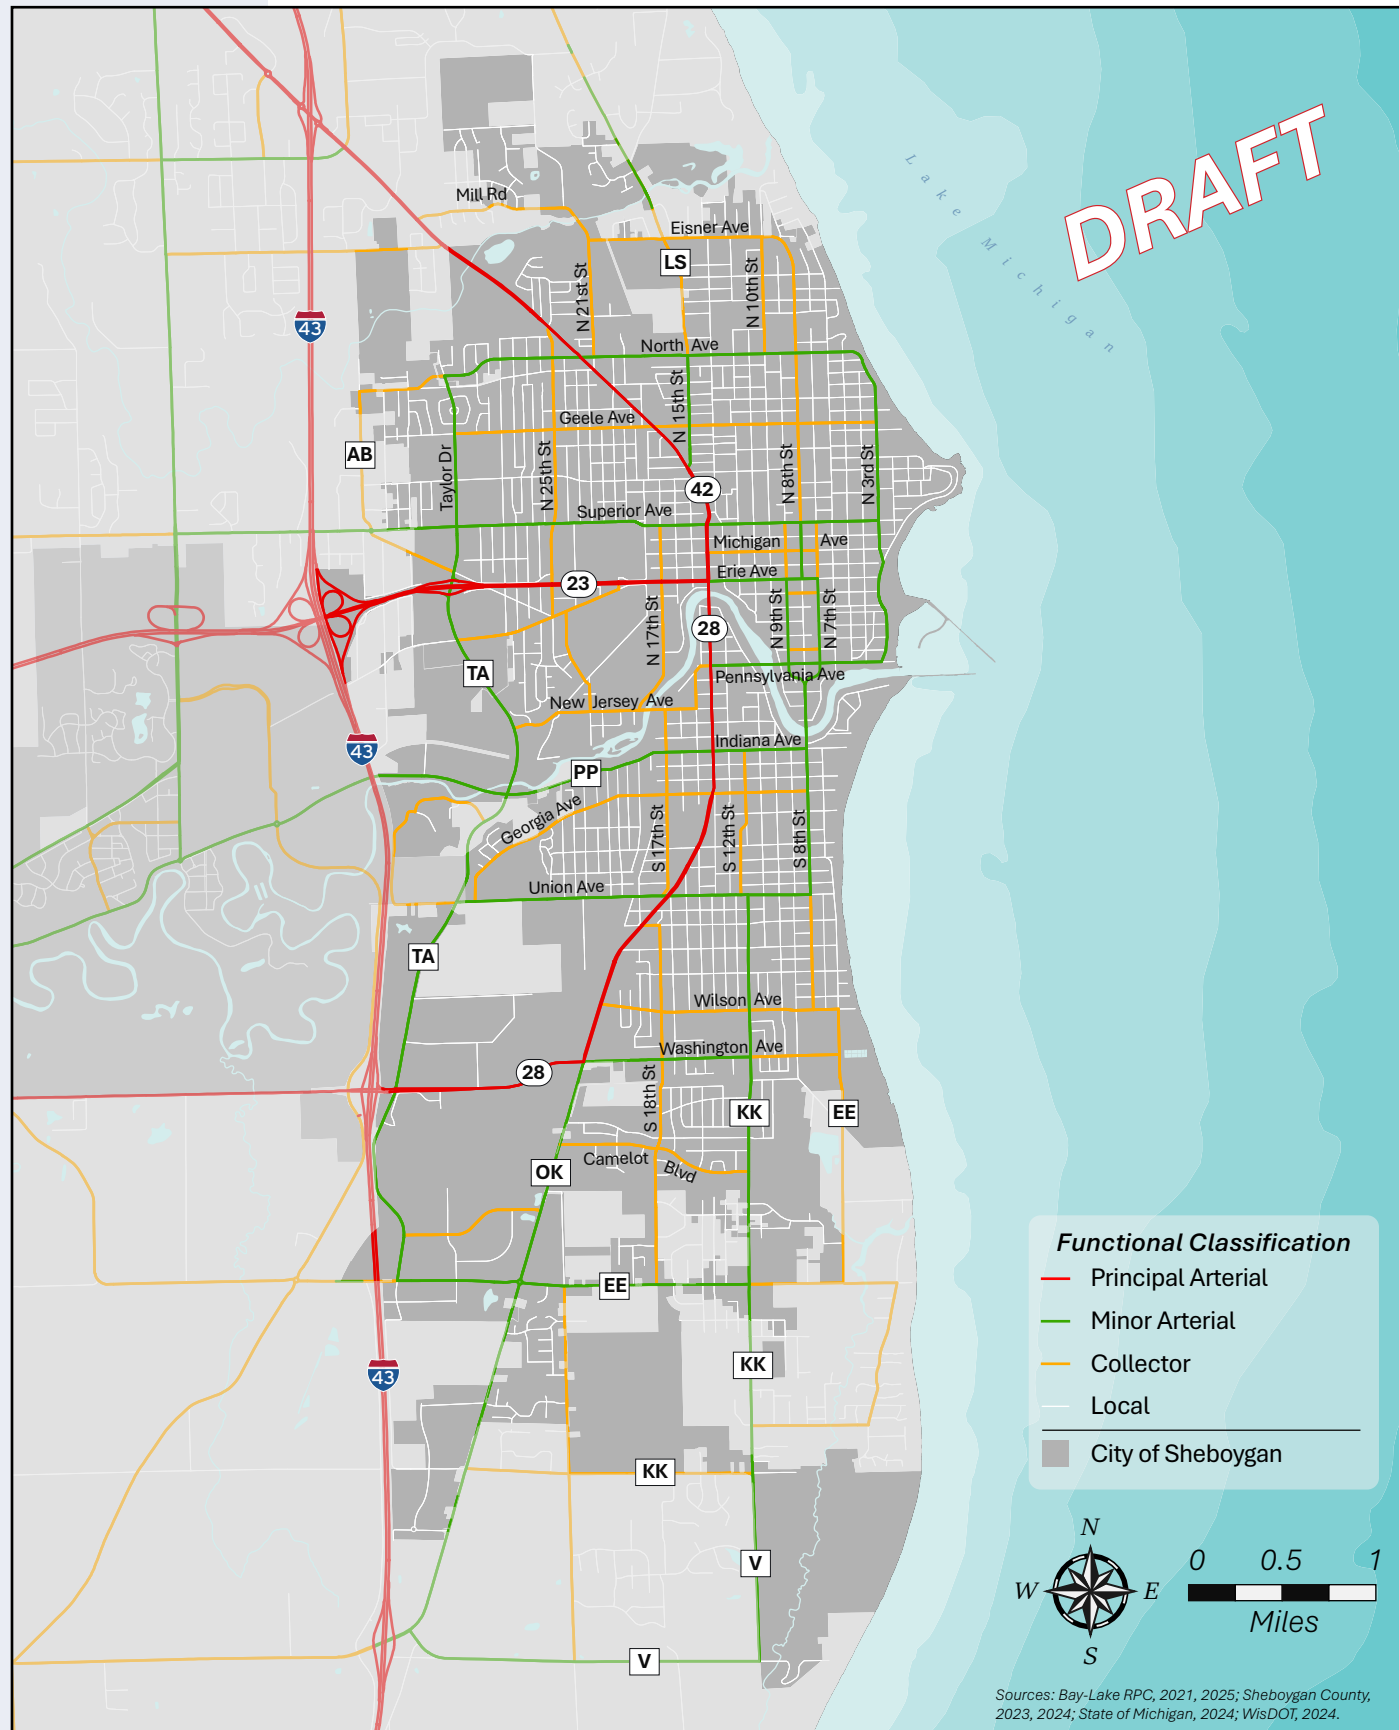 DRAFT
Lake Michigan
Mill Rd
Eisner Ave
LS
N 21st St
N 10th St
43
North Ave
N 15th St
Geele Ave
AB
Taylor Dr
N 25th St
N 8th St
N 3rd St
42
Superior Ave
Michigan Ave
Erie Ave
23
N 17th St
28
N 9th St
N 7th St
TA
Pennsylvania Ave
New Jersey Ave
43
Indiana Ave
PP
Georgia Ave
S 17th St
S 12th St
S 8th St
Union Ave
TA
Wilson Ave
Washington Ave
28
S 18th St
KK
EE
Camelot Blvd
OK
EE
KK
43
KK
V
V
Functional Classification
Principal Arterial
Minor Arterial
Collector
Local
City of Sheboygan
N
W E
S
0 0.5 1
Miles
Sources: Bay-Lake RPC, 2021, 2025; Sheboygan County,
2023, 2024; State of Michigan, 2024; WisDOT, 2024.